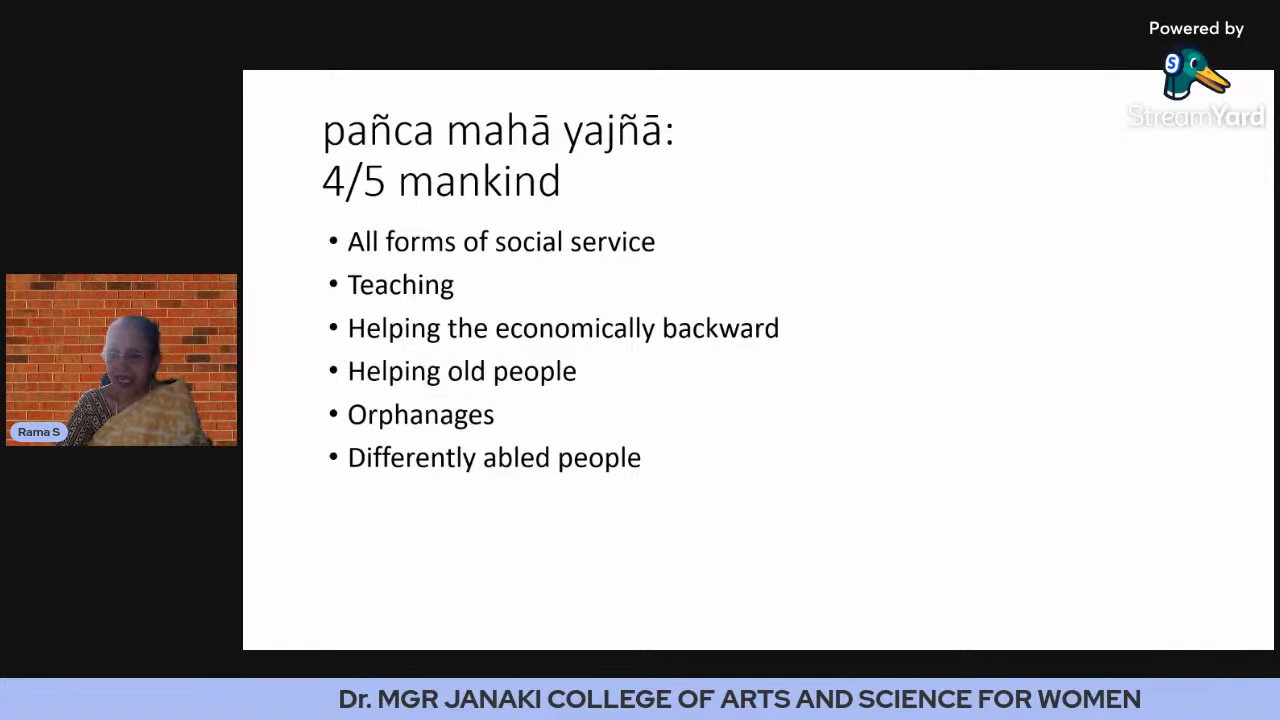 Powered by
StreamYard
pañca mahā yajñā:
4/5 mankind
• All forms of social service
• Teaching
• Helping the economically backward
• Helping old people
• Orphanages
• Differently abled people
Rama S
Dr. MGR JANAKI COLLEGE OF ARTS AND SCIENCE FOR WOMEN